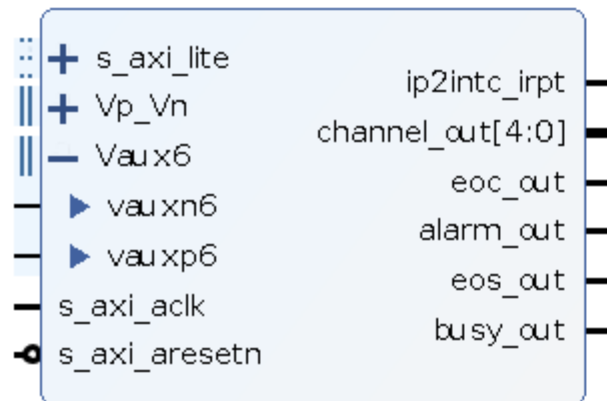 s_axi_lite
Vp_Vn
Vaux6
vauxn6
vauxp6
s_axi_aclk
s_axi_aresetn
ip2intc_irpt
channel_out[4:0]
eoc_out
alarm_out
eos_out
busy_out